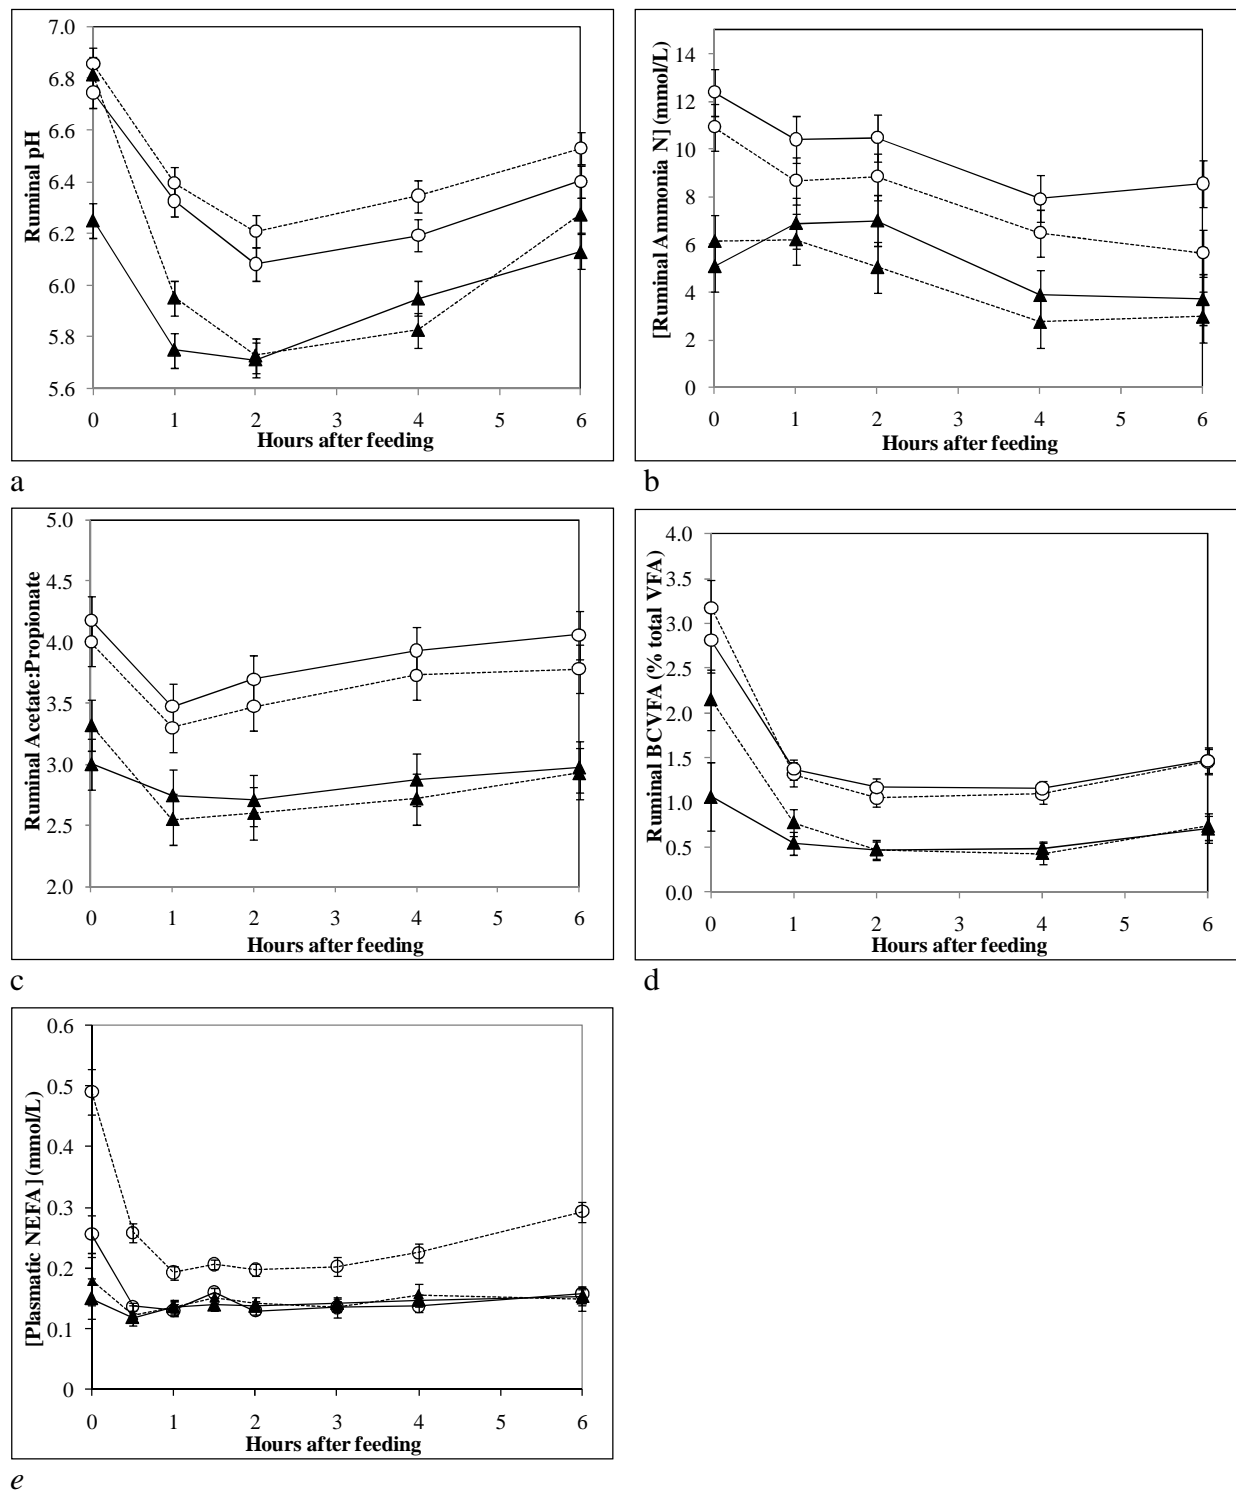 7.0
6.8
6.6
6.4
6.2
6.0
5.8
5.6
Ruminal pH
0 1 2 3 4 5 6
Hours after feeding
a
14
12
10
8
6
4
2
0
[Ruminal Ammonia N] (mmol/L)
0 1 2 3 4 5 6
Hours after feeding
b
5.0
4.5
4.0
3.5
3.0
2.5
2.0
Ruminal Acetate:Propionate
0 1 2 3 4 5 6
Hours after feeding
c
4.0
3.5
3.0
2.5
2.0
1.5
1.0
0.5
0.0
Ruminal BCVFA (% total VFA)
0 1 2 3 4 5 6
Hours after feeding
d
0.6
0.5
0.4
0.3
0.2
0.1
0
[Plasmatic NEFA] (mmol/L)
0 1 2 3 4 5 6
Hours after feeding
e